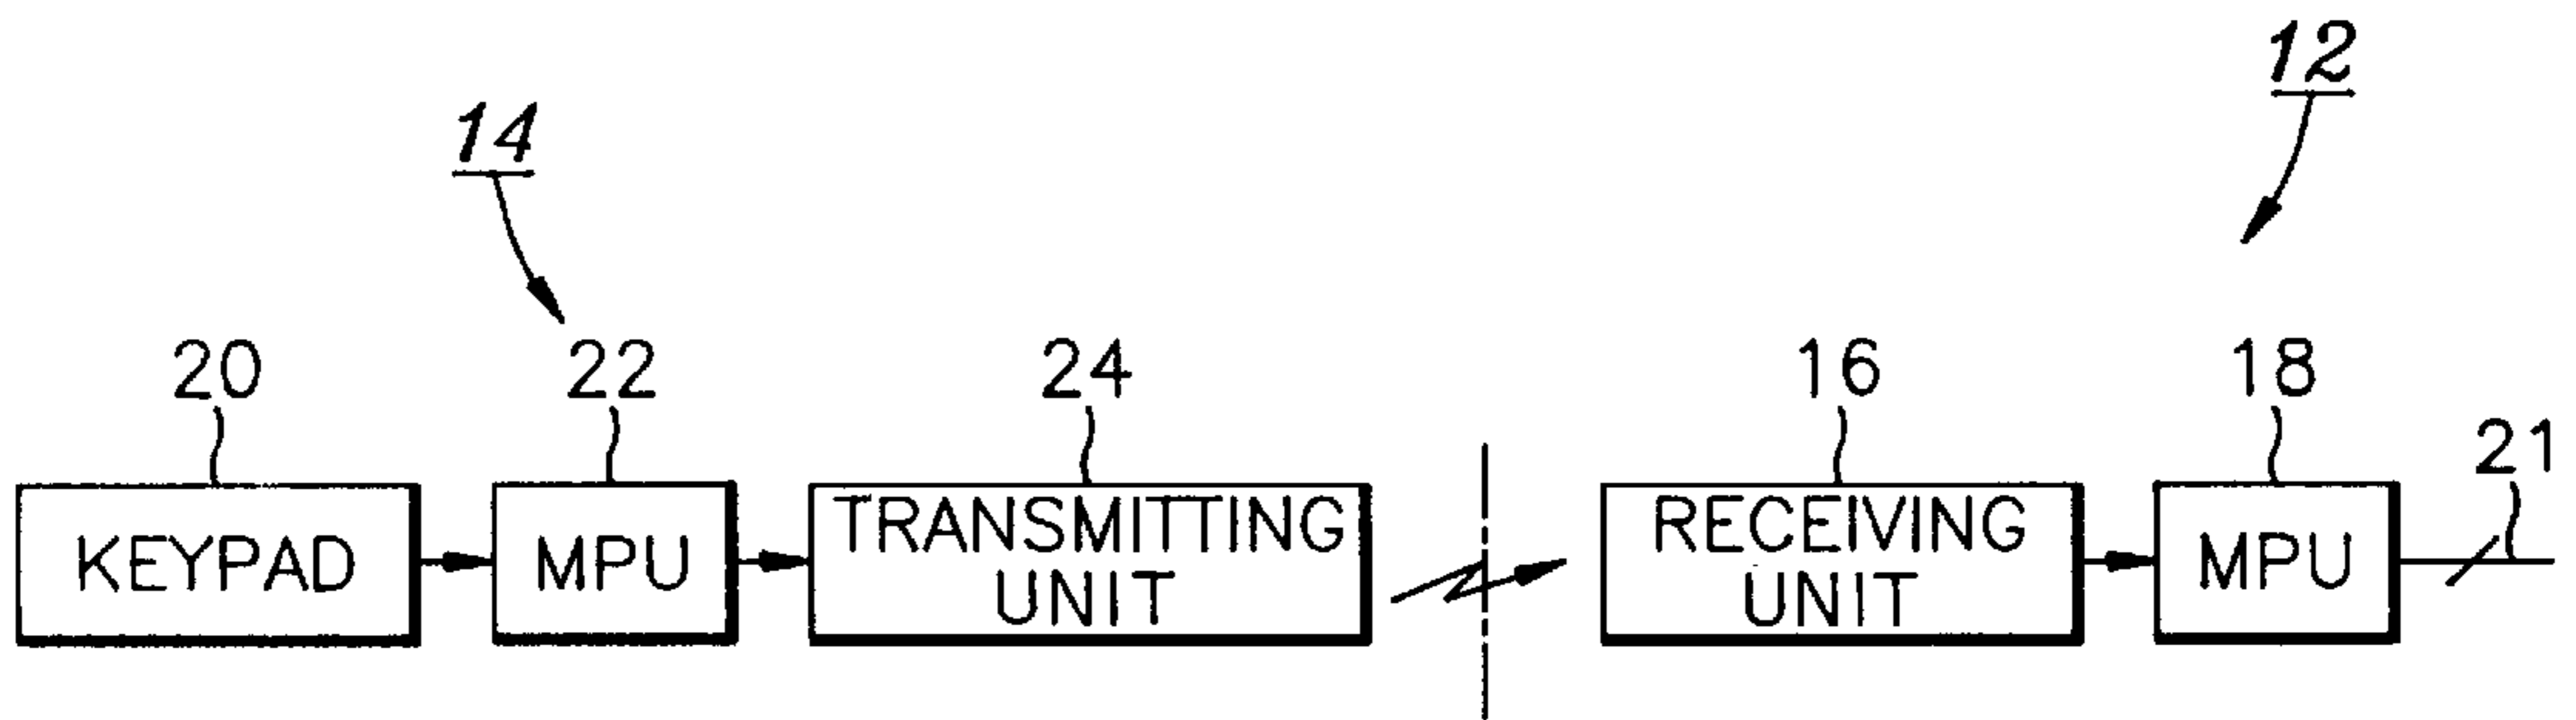 12
14
20 22 24 16 18
21
KEYPAD MPU TRANSMITTING UNIT RECEIVING UNIT MPU